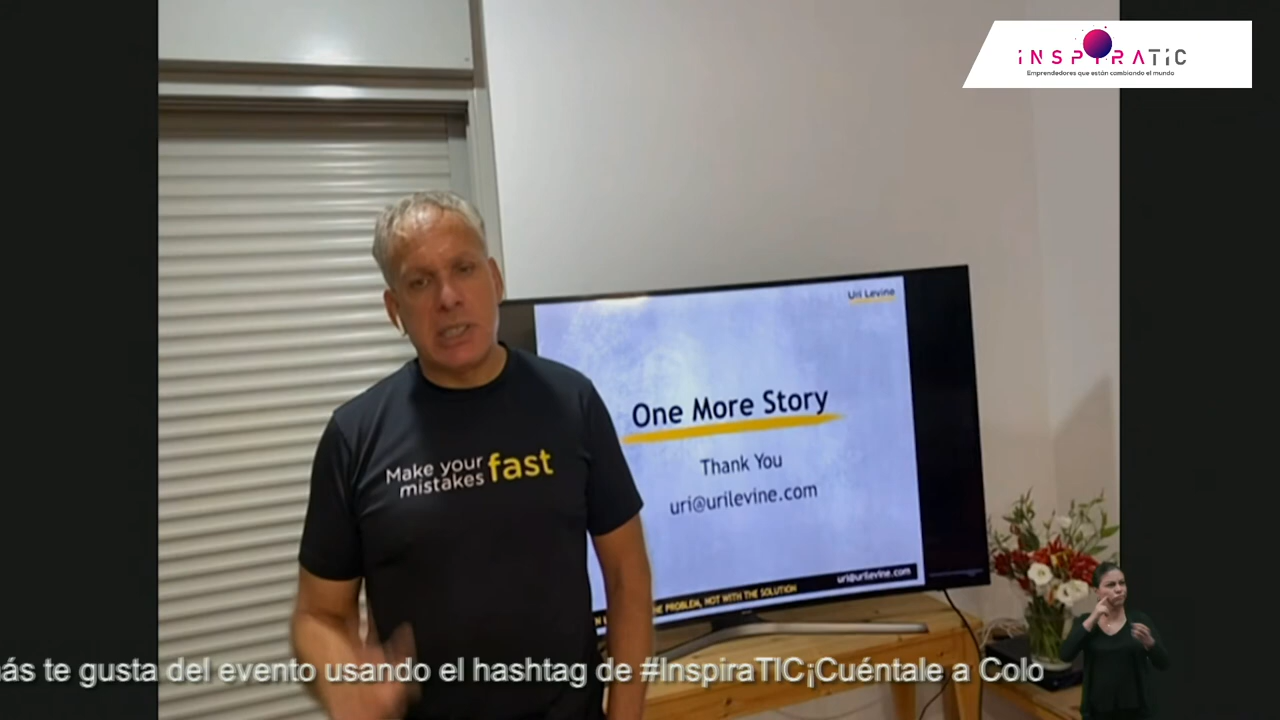 INSPIRATIC
Emprendedores que están cambiando el mundo
Uri Levine
One More Story
Thank You
uri@urilevine.com
Make your
mistakes fast
uri@urilevine.com
PROBLEM, NOT WITH THE SOLUTION
te gusta del evento usando el hashtag de #InspiraTIC¡Cuéntale a Colo